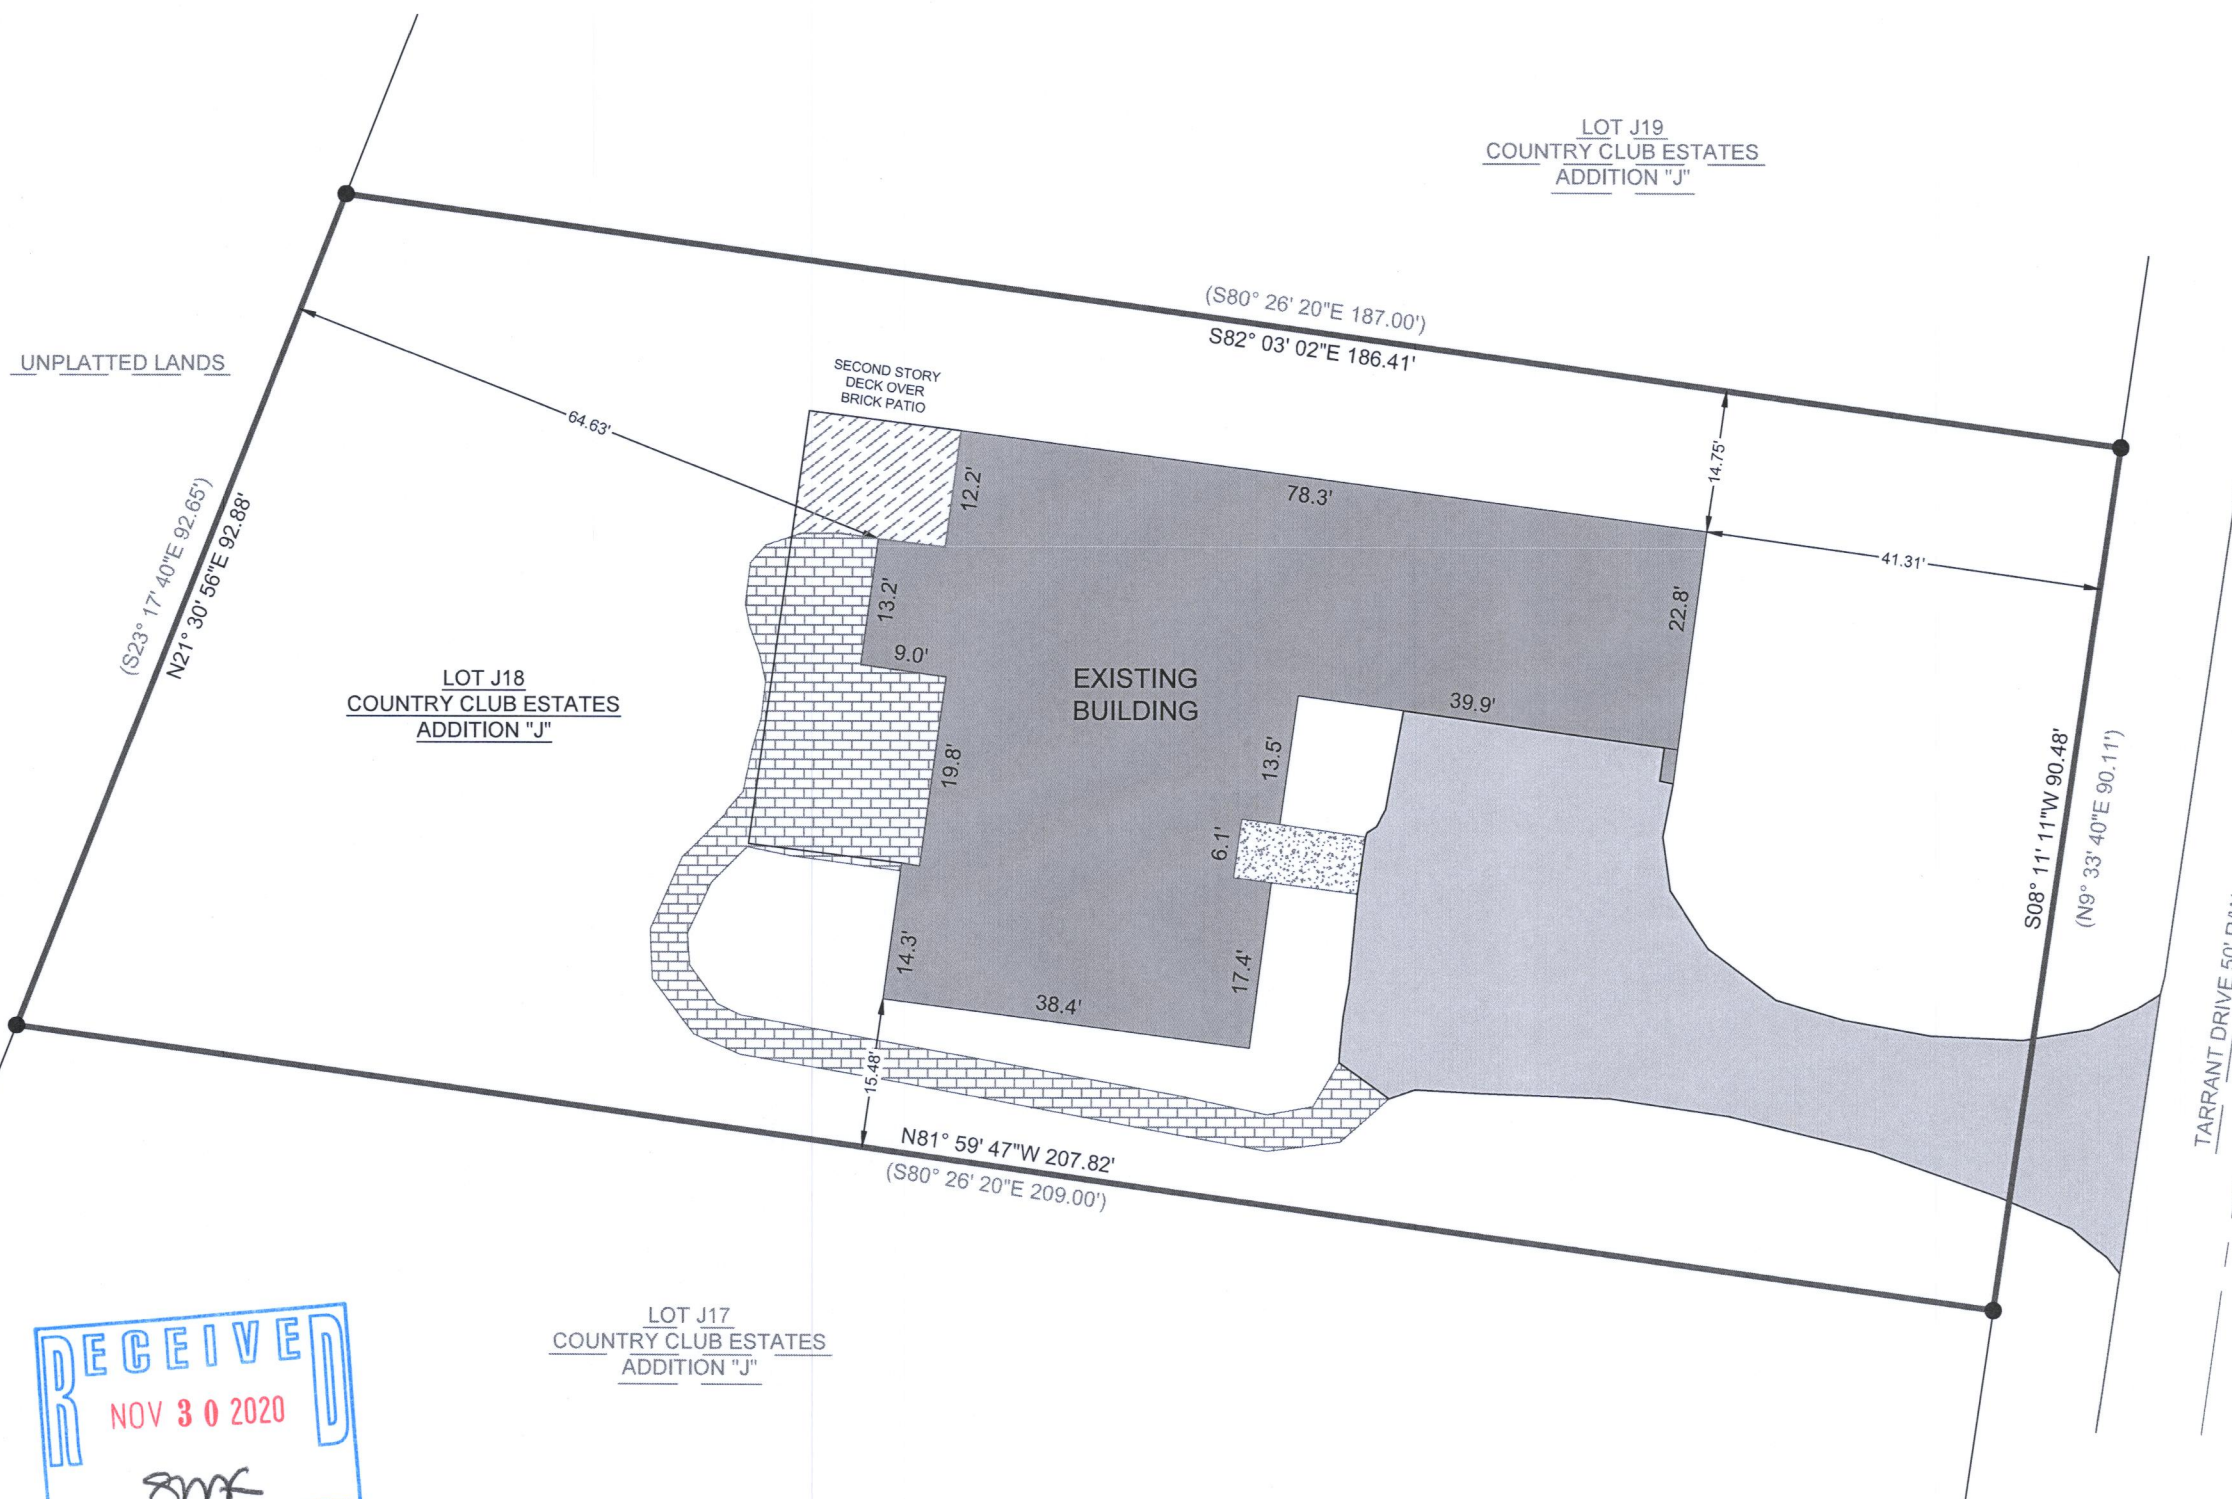 LOT J19
COUNTRY CLUB ESTATES
ADDITION "J"
(S80° 26' 20"E 187.00')
S82° 03' 02"E 186.41'
UNPLATTED LANDS
SECOND STORY
DECK OVER
BRICK PATIO
64.63'
14.75'
12.2'
78.3'
41.31'
(S23° 17' 40"E 92.65')
N21° 30' 56"E 92.88'
13.2'
22.8'
9.0'
LOT J18
COUNTRY CLUB ESTATES
ADDITION "J"
EXISTING
BUILDING
39.9'
19.8'
13.5'
6.1'
S08° 11' 11"W 90.48'
(N9° 33' 40"E 90.11')
14.3'
17.4'
38.4'
15.48'
TARRANT DRIVE 50'
N81° 59' 47"W 207.82'
(S80° 26' 20"E 209.00')
LOT J17
COUNTRY CLUB ESTATES
ADDITION "J"
RECEIVED
NOV 30 2020